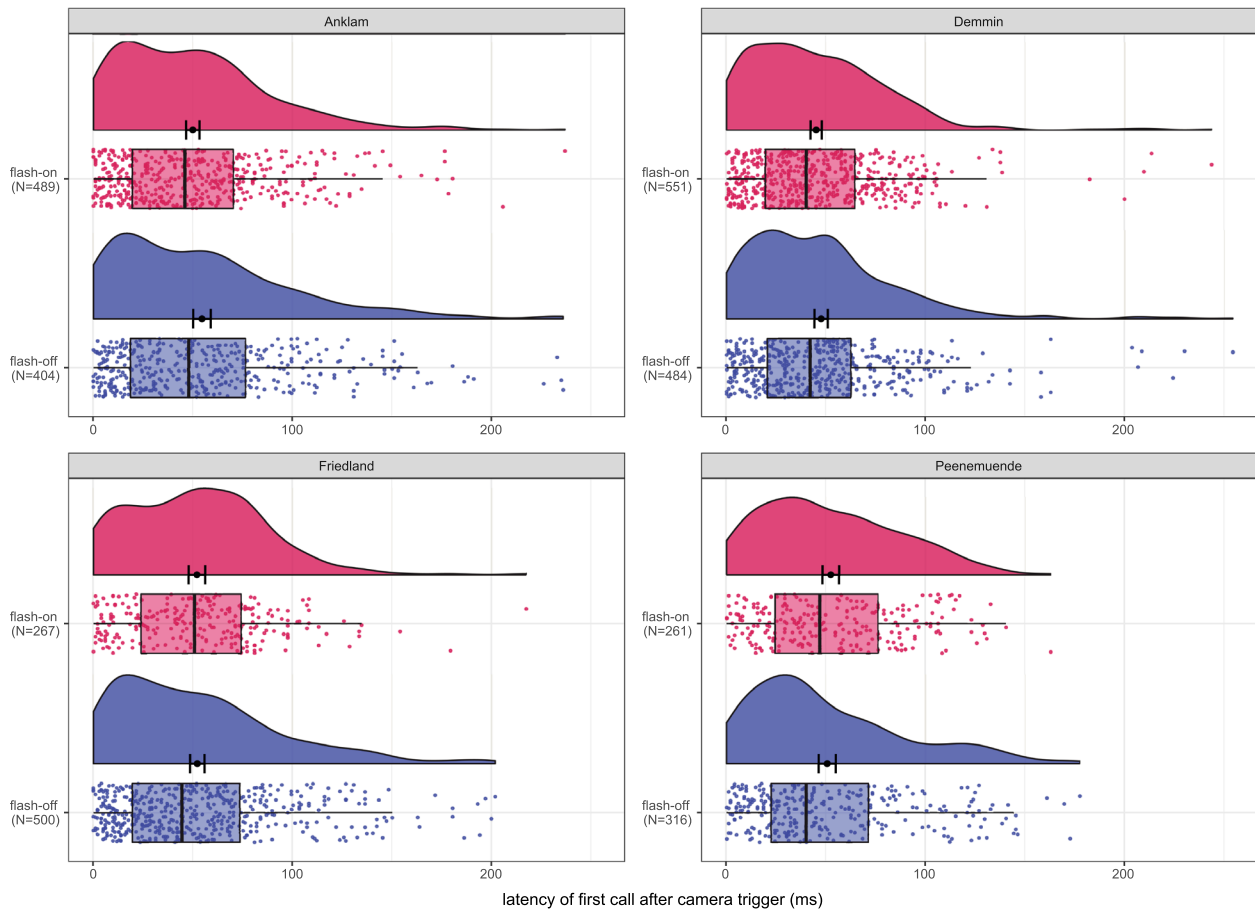 Anklam
Demmin
flash-on
(N=489)
flash-on
(N=551)
flash-off
(N=404)
flash-off
(N=484)
0 100 200
0 100 200
Friedland
Peenemuende
flash-on
(N=267)
flash-on
(N=261)
flash-off
(N=500)
flash-off
(N=316)
0 100 200
0 100 200
latency of first call after camera trigger (ms)